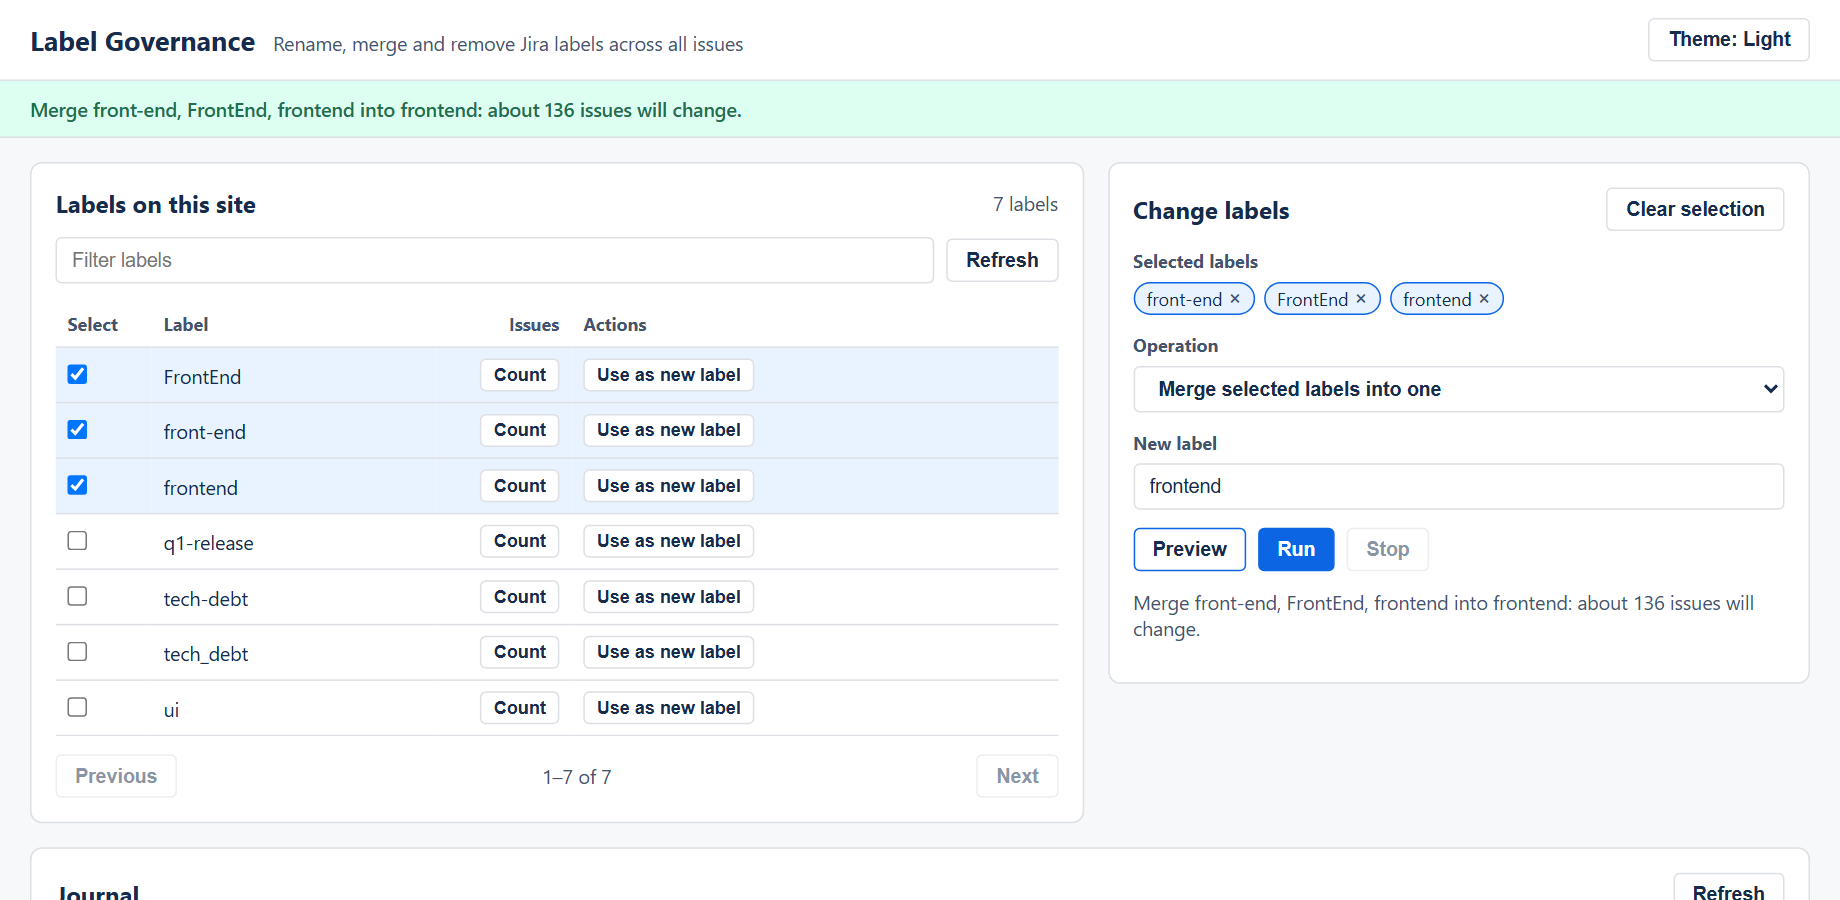 Label Governance Rename, merge and remove Jira labels across all issues
Theme: Light
Merge front-end, FrontEnd, frontend into frontend: about 136 issues will change.
Labels on this site
7 labels
Filter labels
Refresh
Select Label Issues Actions
FrontEnd Count Use as new label
front-end Count Use as new label
frontend Count Use as new label
q1-release Count Use as new label
tech-debt Count Use as new label
tech_debt Count Use as new label
ui Count Use as new label
Previous 1–7 of 7 Next
Change labels
Clear selection
Selected labels
front-end × FrontEnd × frontend ×
Operation
Merge selected labels into one
New label
frontend
Preview Run Stop
Merge front-end, FrontEnd, frontend into frontend: about 136 issues will
change.
Journal
Refresh